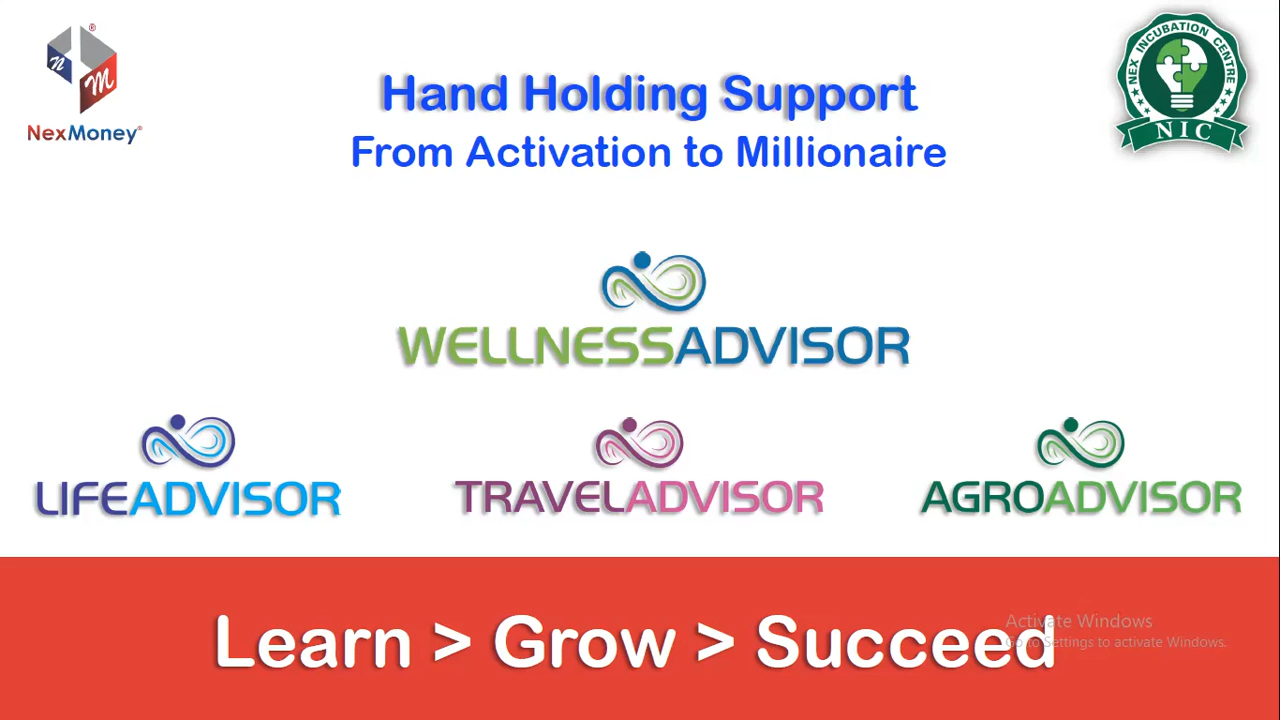 n
m
®
NexMoney®
NEX INCUBATION CENTRE
NIC
Hand Holding Support
From Activation to Millionaire
WELLNESSADVISOR
LIFEADVISOR
TRAVELADVISOR
AGROADVISOR
Learn > Grow > Succeed
Activate Windows
Go to Settings to activate Windows.